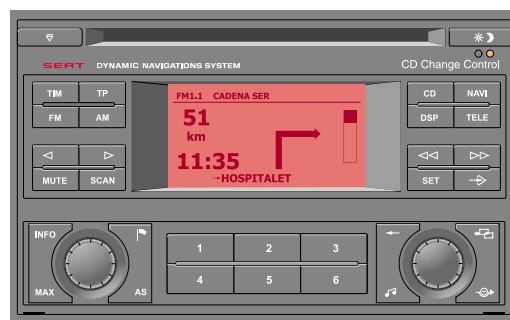 SEAT DYNAMIC NAVIGATIONS SYSTEM
CD Change Control
TIM TP
FM AM
MUTE SCAN
FM1.1 CADENA SER
51
km
11:35
→HOSPITALET
CD NAVI
DSP TELE
SET
INFO
MAX AS
1 2 3
4 5 6